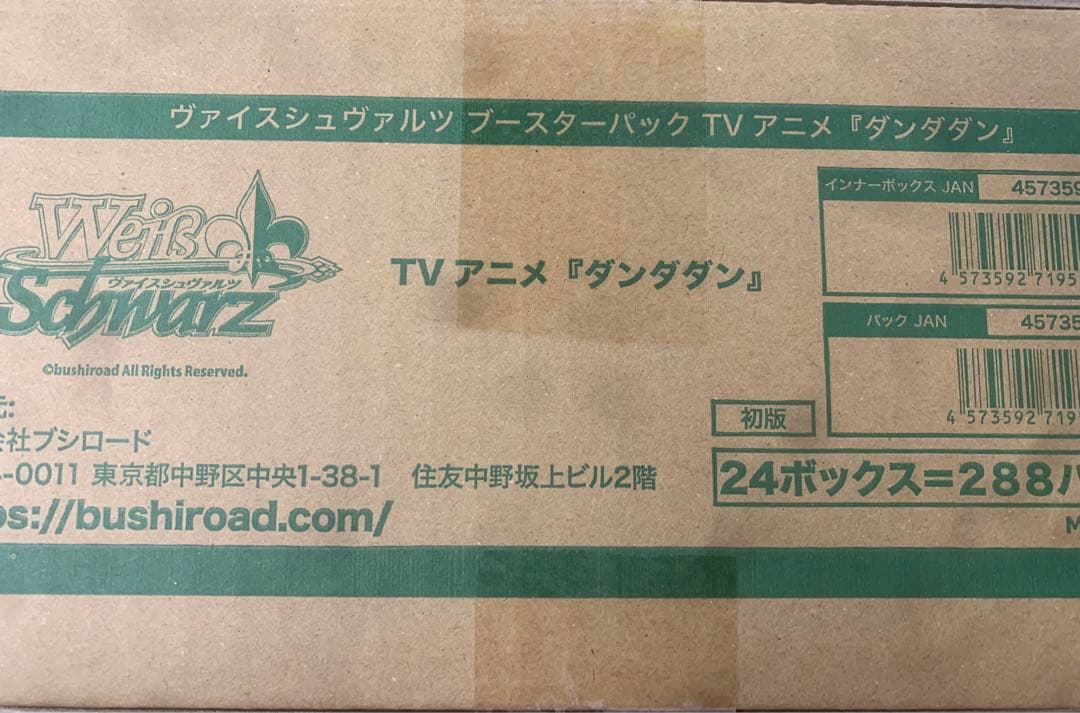 ヴァイスシュヴァルツ ブースターパック TV アニメ『ダンダダン』
Weiß
Schwarz
ヴァイスシュヴァルツ
©bushiroad All Rights Reserved.
TV アニメ『ダンダダン』
インナーボックス JAN 457359
4 573592 7195
パック JAN 45735
4 573592 719
初版
24ボックス=288パ
元:
会社ブシロード
-0011 東京都中野区中央1-38-1 住友中野坂上ビル2階
ps://bushiroad.com/
M